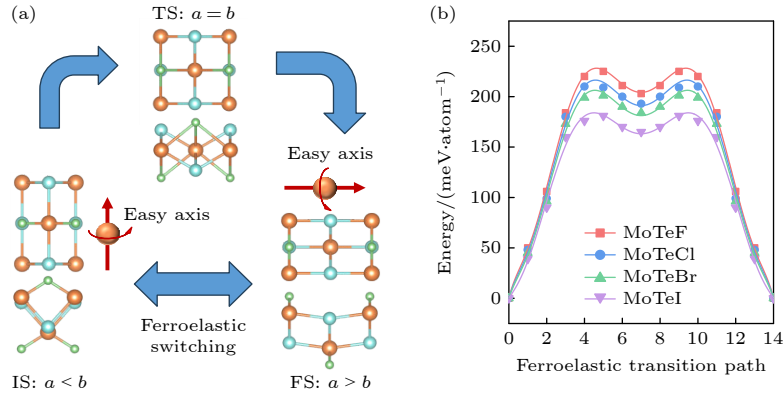 (a)
TS: a = b
Easy axis
Easy axis
Ferroelastic
switching
IS: a < b
FS: a > b
(b)
Energy/(meV·atom⁻¹)
250
200
150
100
50
0
MoTeF
MoTeCl
MoTeBr
MoTeI
0 2 4 6 8 10 12 14
Ferroelastic transition path